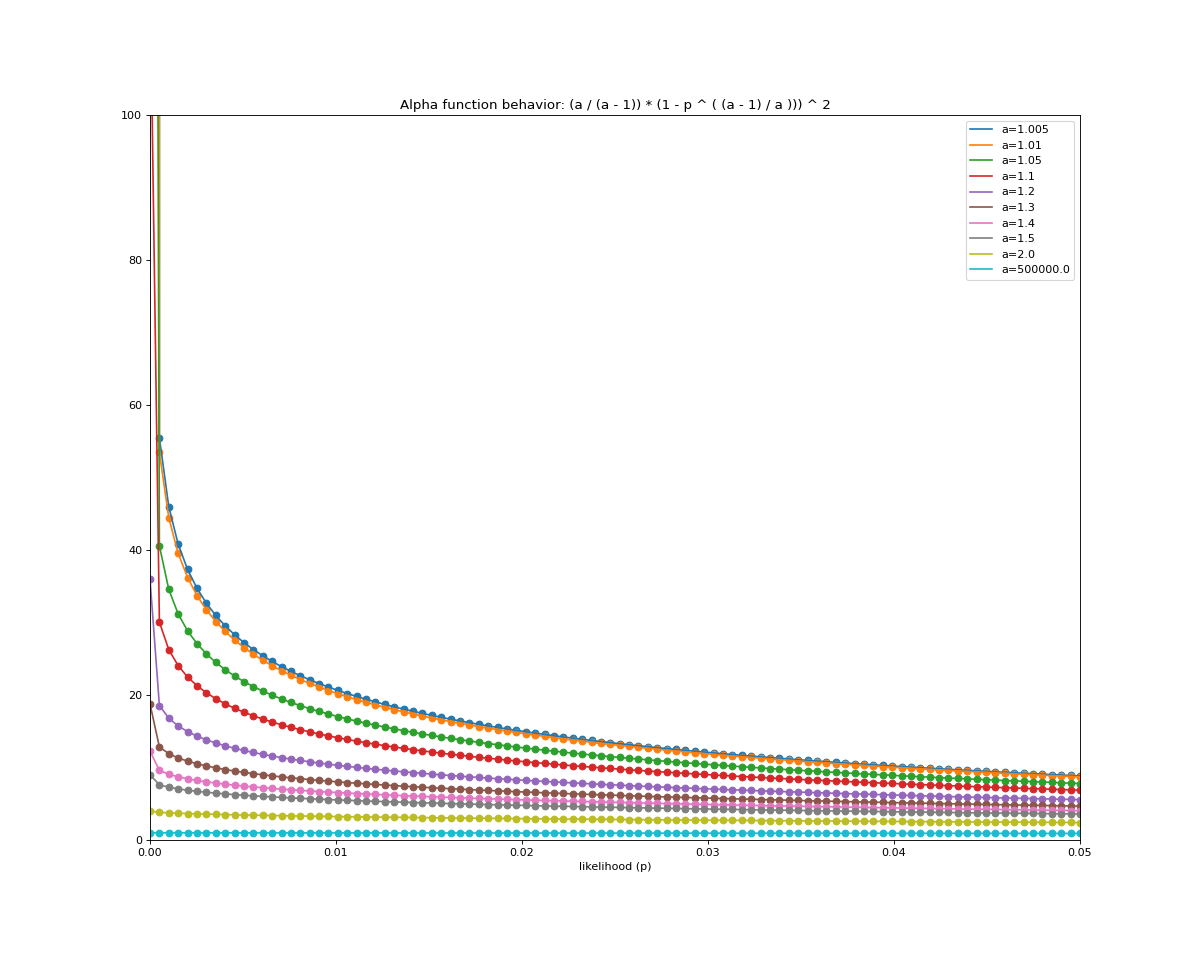 Alpha function behavior: (a / (a - 1)) * (1 - p ^ ( (a - 1) / a ))) ^ 2
100
80
60
40
20
0
a=1.005
a=1.01
a=1.05
a=1.1
a=1.2
a=1.3
a=1.4
a=1.5
a=2.0
a=500000.0
0.00 0.01 0.02 0.03 0.04 0.05
likelihood (p)